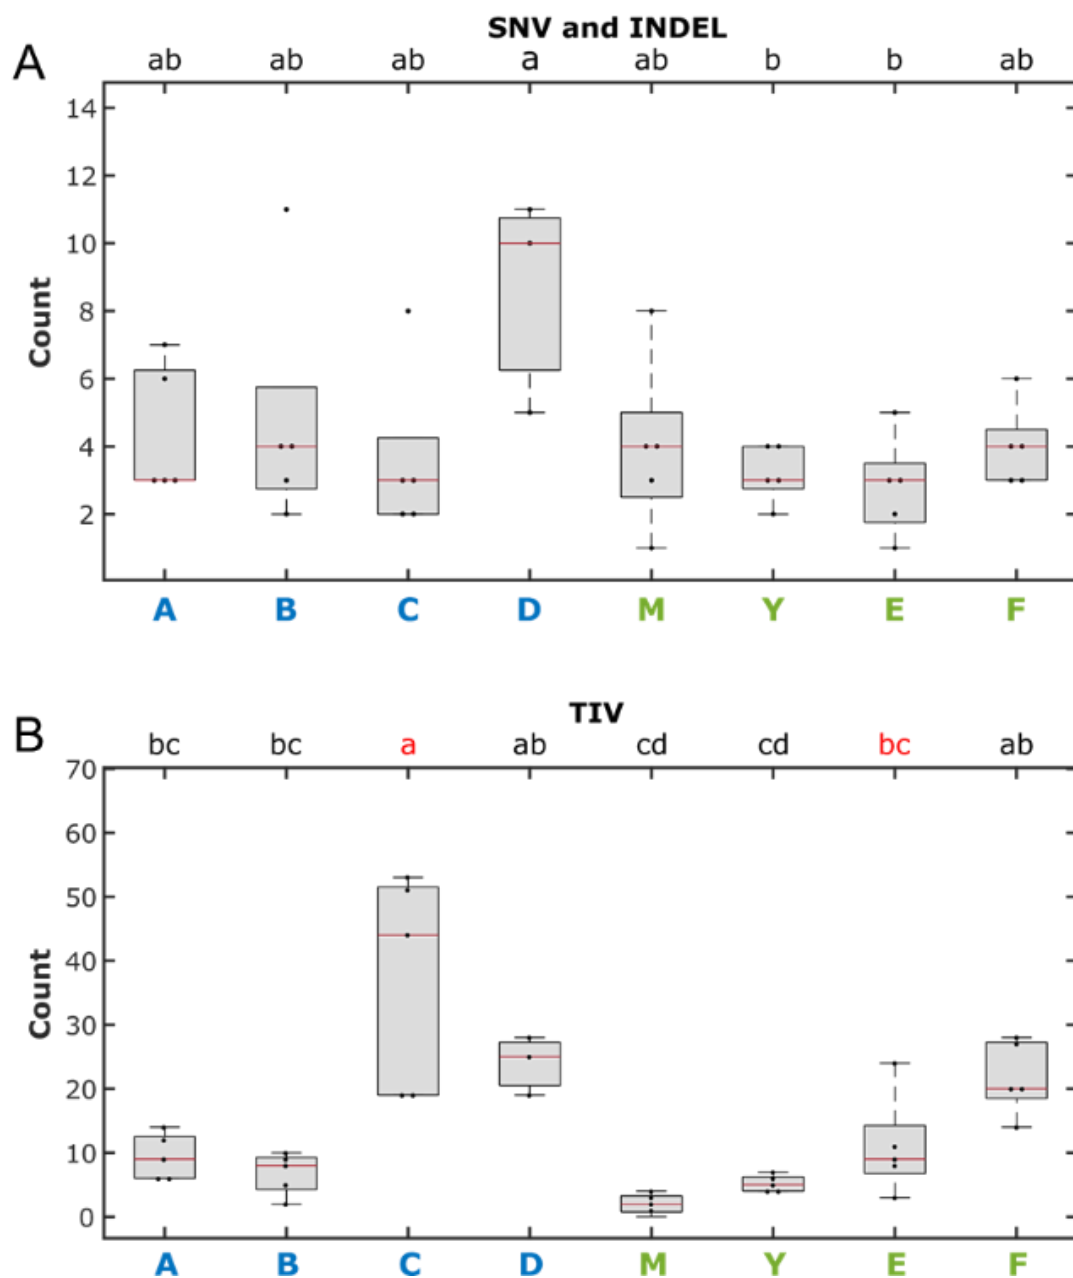 A
SNV and INDEL
ab ab ab a ab b b ab
14
12
10
8
6
4
2
Count
A B C D M Y E F
B
TIV
bc bc a ab cd cd bc ab
70
60
50
40
30
20
10
0
Count
A B C D M Y E F